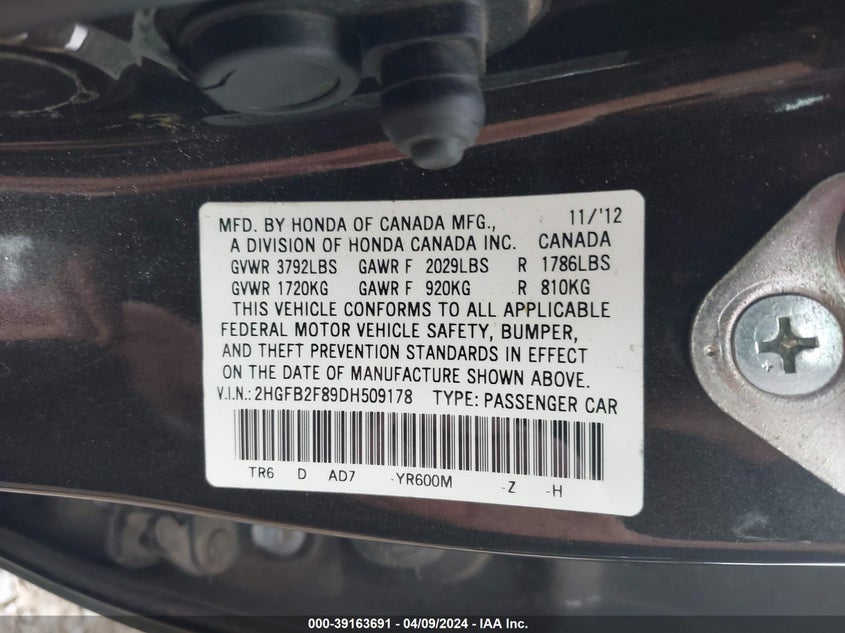 MFD. BY HONDA OF CANADA MFG., 11/'12
A DIVISION OF HONDA CANADA INC. CANADA
GVWR 3792LBS GAWR F 2029LBS R 1786LBS
GVWR 1720KG GAWR F 920KG R 810KG
THIS VEHICLE CONFORMS TO ALL APPLICABLE
FEDERAL MOTOR VEHICLE SAFETY, BUMPER,
AND THEFT PREVENTION STANDARDS IN EFFECT
ON THE DATE OF MANUFACTURE SHOWN ABOVE.
V.I.N.: 2HGFB2F89DH509178 TYPE: PASSENGER CAR
TR6 D AD7 -YR600M -Z -H
000-39163691 - 04/09/2024 - IAA Inc.